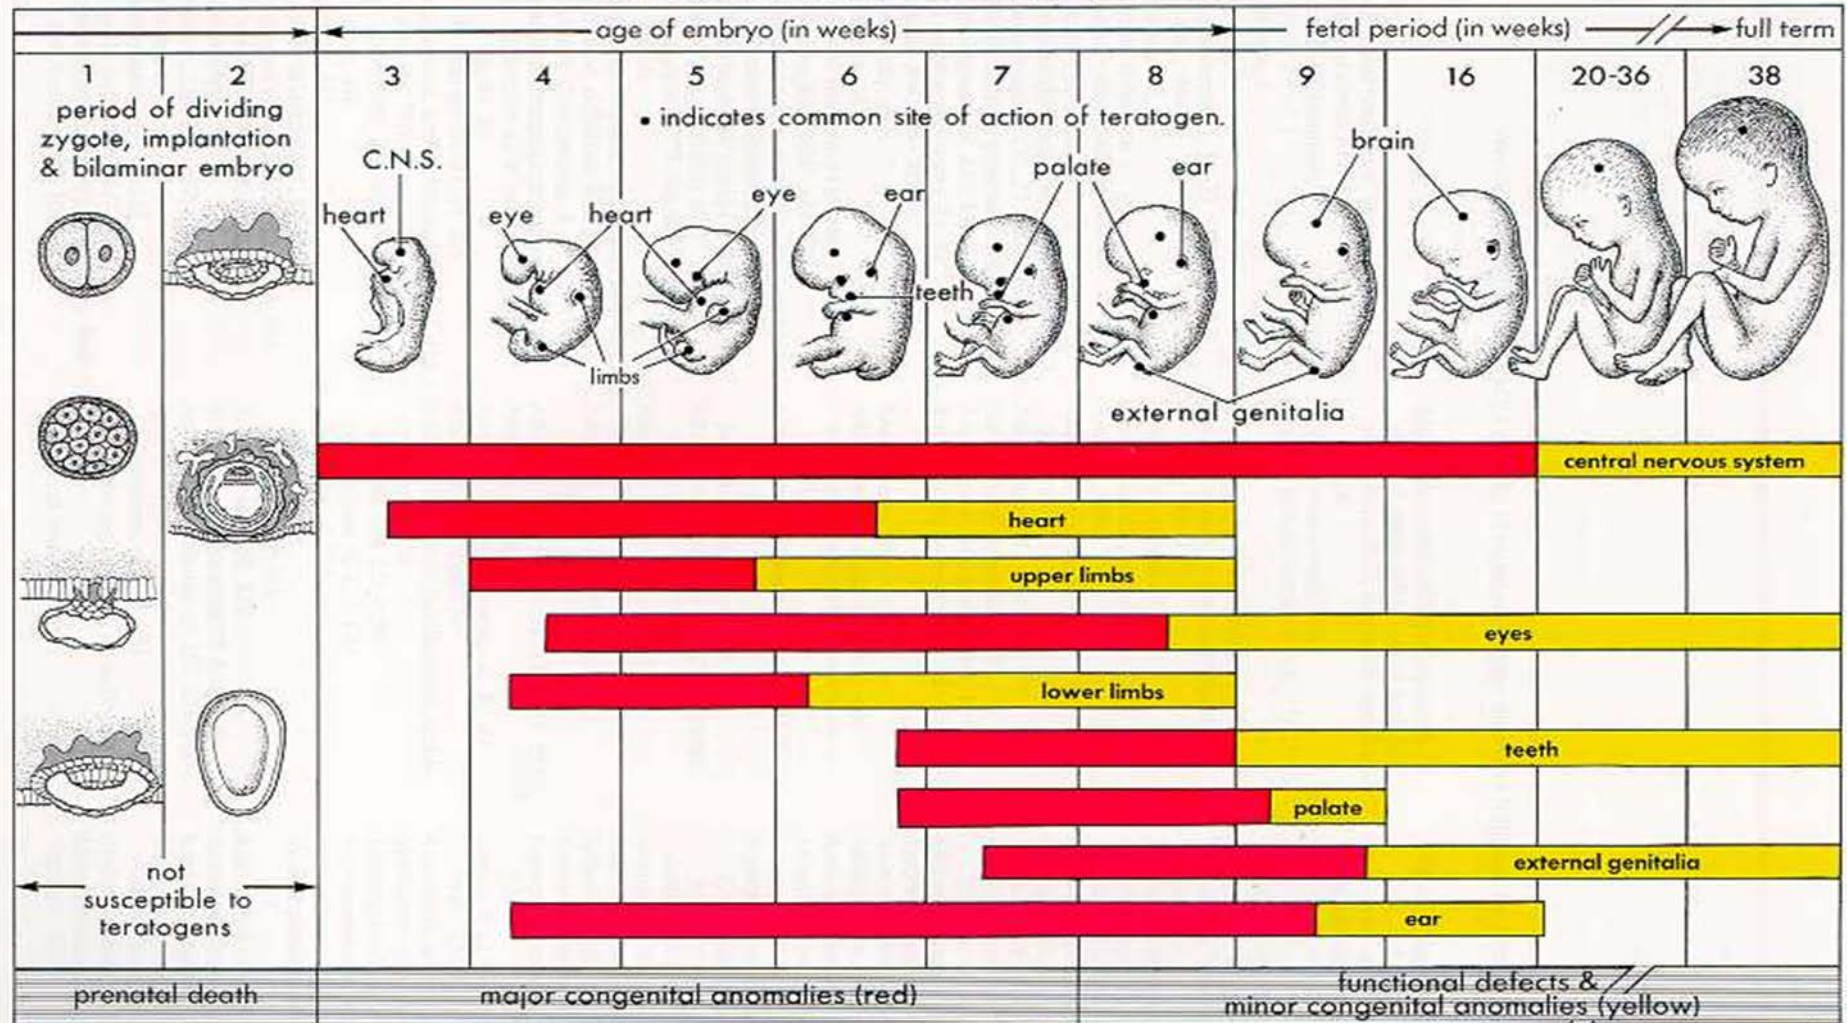 age of embryo (in weeks)
fetal period (in weeks)
full term
1
2
3
4
5
6
7
8
9
16
20-36
38
period of dividing
zygote, implantation
& bilaminar embryo
• indicates common site of action of teratogen.
C.N.S.
heart
eye
heart
eye
ear
palate
ear
brain
teeth
limbs
external genitalia
central nervous system
heart
upper limbs
eyes
lower limbs
teeth
palate
external genitalia
ear
not
susceptible to
teratogens
prenatal death
major congenital anomalies (red)
functional defects &
minor congenital anomalies (yellow)